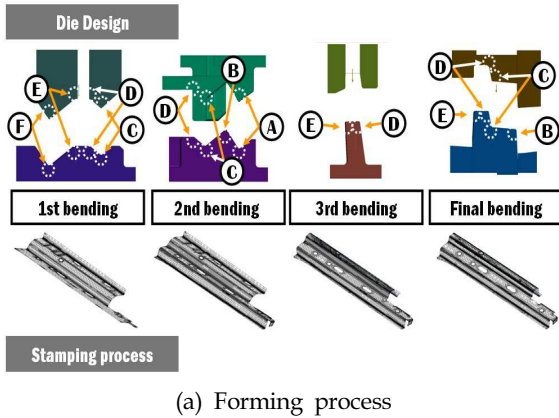 Die Design
E
D
F
C
B
D
A
C
E
D
D
C
E
B
1st bending
2nd bending
3rd bending
Final bending
Stamping process
(a) Forming process